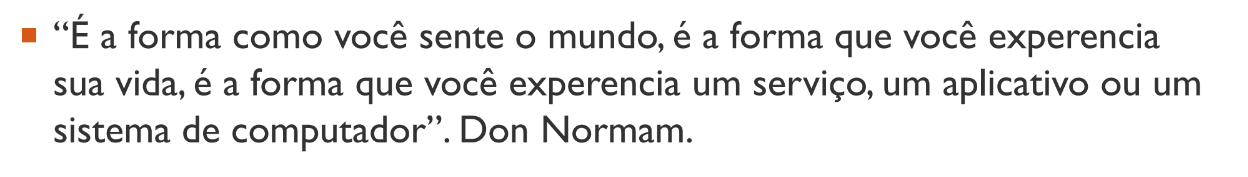 “É a forma como você sente o mundo, é a forma que você experencia
sua vida, é a forma que você experencia um serviço, um aplicativo ou um
sistema de computador”. Don Normam.